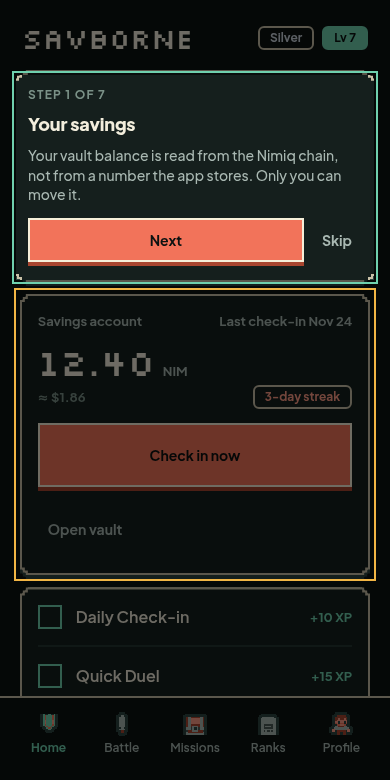 SAVBORNE
Silver
Lv 7
STEP 1 OF 7
Your savings
Your vault balance is read from the Nimiq chain,
not from a number the app stores. Only you can
move it.
Next
Skip
Savings account
Last check-in Nov 24
12.40 NIM
≈ $1.86
3-day streak
Check in now
Open vault
Daily Check-in
+10 XP
Quick Duel
+15 XP
Home
Battle
Missions
Ranks
Profile